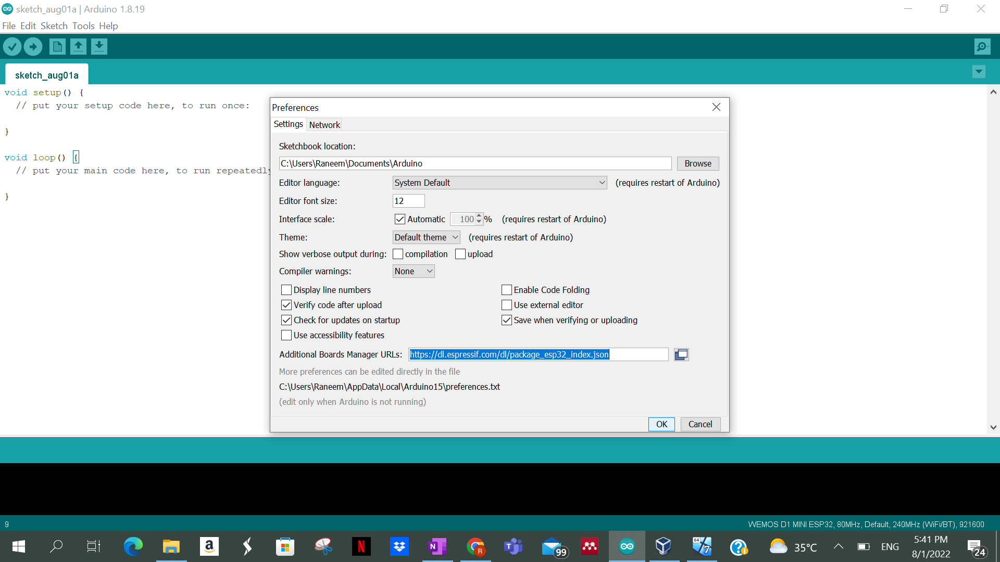 sketch_aug01a | Arduino 1.8.19
File Edit Sketch Tools Help
sketch_aug01a
void setup() {
// put your setup code here, to run once:
}
void loop() {
// put your main code here, to run repeatedly
}
Preferences
Settings Network
Sketchbook location:
C:\Users\Raneem\Documents\Arduino Browse
Editor language: System Default (requires restart of Arduino)
Editor font size: 12
Interface scale: Automatic 100 % (requires restart of Arduino)
Theme: Default theme (requires restart of Arduino)
Show verbose output during: compilation upload
Compiler warnings: None
Display line numbers Enable Code Folding
Verify code after upload Use external editor
Check for updates on startup Save when verifying or uploading
Use accessibility features
Additional Boards Manager URLs: https://dl.espressif.com/dl/package_esp32_index.json
More preferences can be edited directly in the file
C:\Users\Raneem\AppData\Local\Arduino15\preferences.txt
(edit only when Arduino is not running)
OK Cancel
9 WEMOS D1 MINI ESP32, 80MHz, Default, 240MHz (WiFi/BT), 921600
a N N R 99 64 7 35°C ENG 5:41 PM
8/1/2022 24